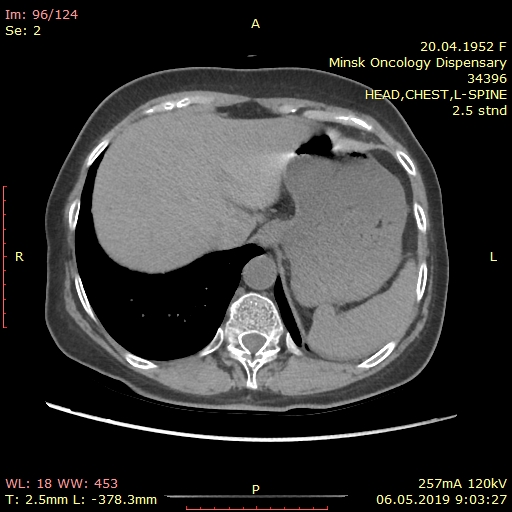 Im: 96/124
Se: 2
A
20.04.1952 F
Minsk Oncology Dispensary
34396
HEAD,CHEST,L-SPINE
2.5 stnd
R
L
WL: 18 WW: 453
T: 2.5mm L: -378.3mm
P
257mA 120kV
06.05.2019 9:03:27